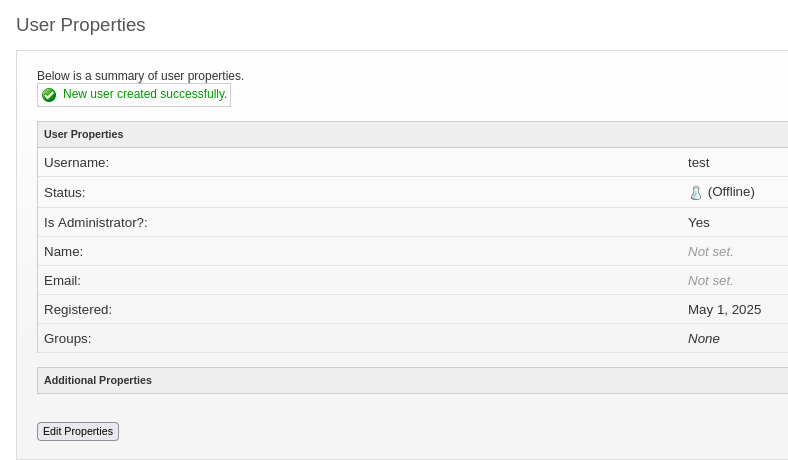 User Properties
Below is a summary of user properties.
New user created successfully.
User Properties
Username: test
Status: (Offline)
Is Administrator?: Yes
Name: Not set.
Email: Not set.
Registered: May 1, 2025
Groups: None
Additional Properties
Edit Properties